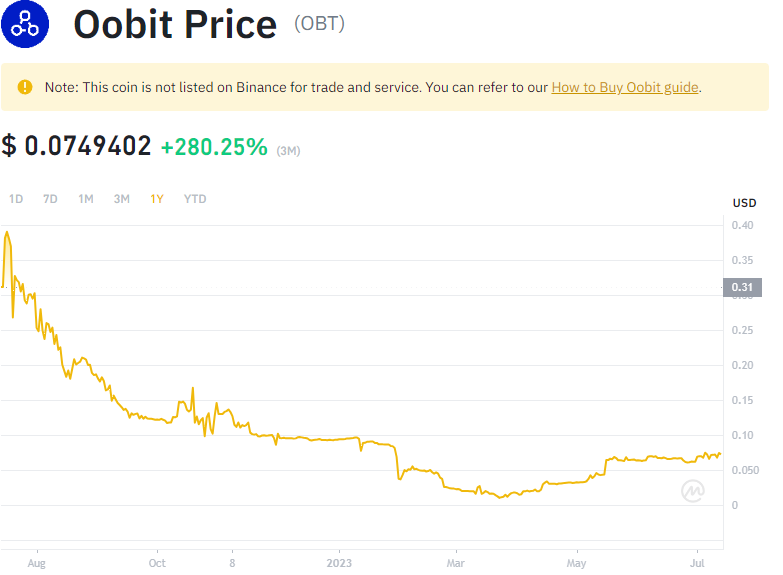 Oobit Price (OBT)
Note: This coin is not listed on Binance for trade and service. You can refer to our How to Buy Oobit guide.
$ 0.0749402 +280.25% (3M)
1D 7D 1M 3M 1Y YTD
USD
0.40
0.35
0.31
0.30
0.25
0.20
0.15
0.10
0.050
0
Aug Oct 8 2023 Mar May Jul